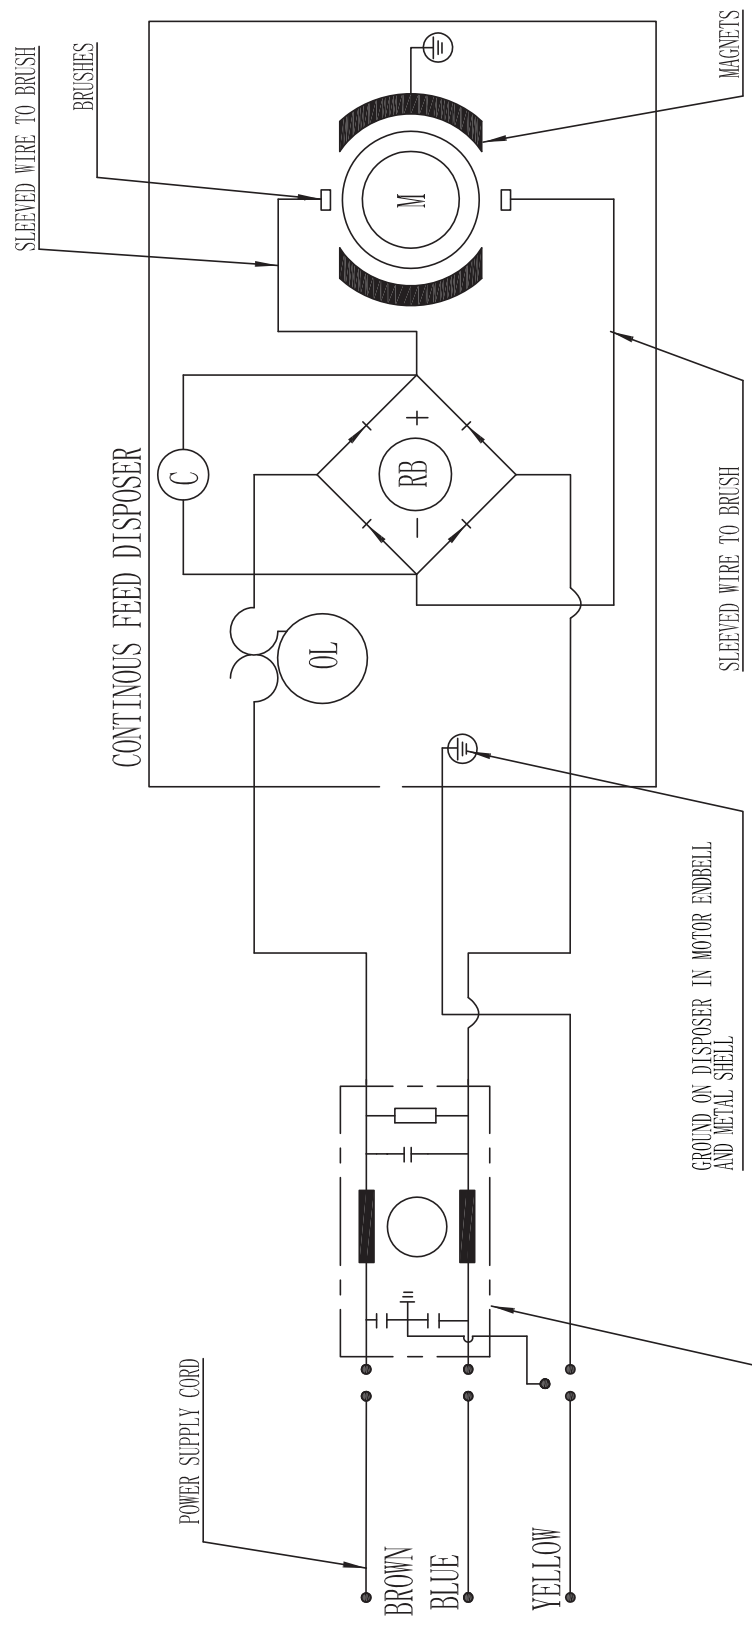 SLEEVED WIRE TO BRUSH
BRUSHES
MAGNETS
CONTINOUS FEED DISPOSER
M
C
+
RB
−
OL
SLEEVED WIRE TO BRUSH
GROUND ON DISPOSER IN MOTOR ENDBELL
AND METAL SHELL
POWER SUPPLY CORD
BROWN
BLUE
YELLOW